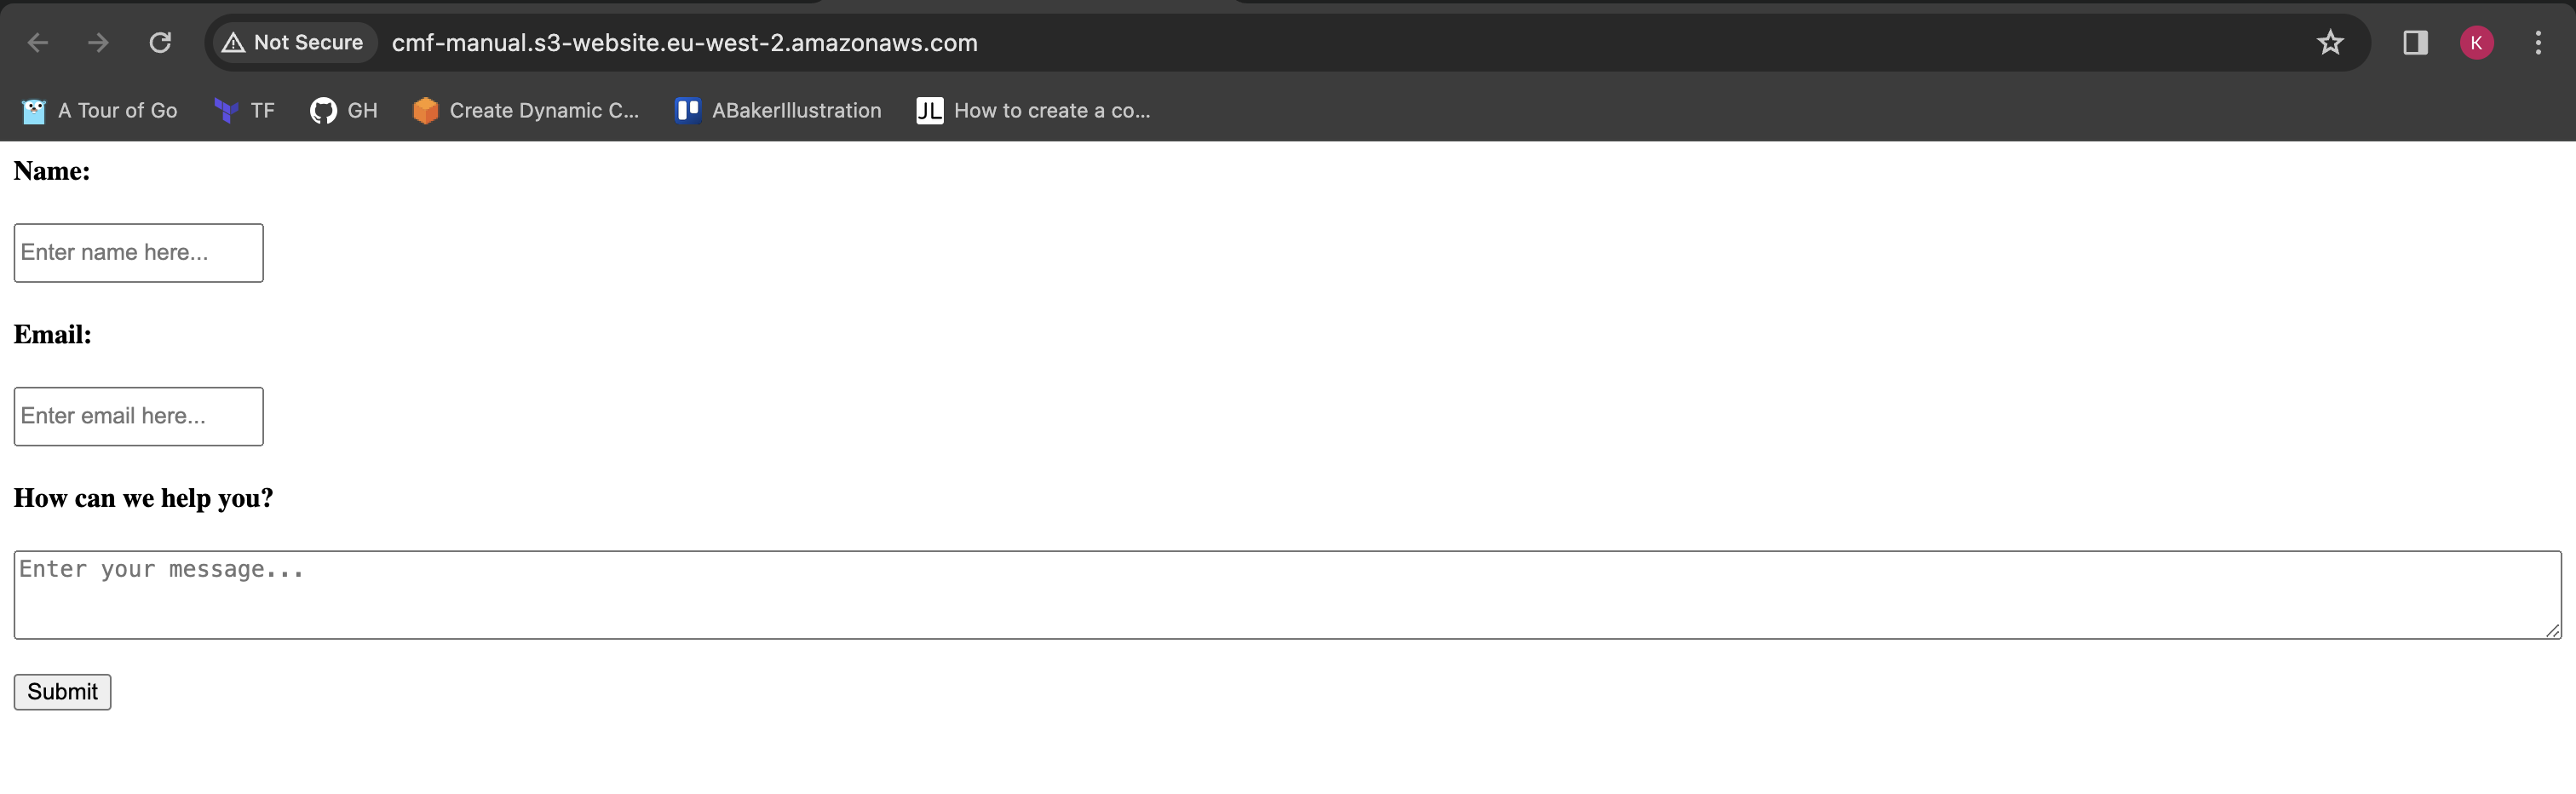 Not Secure cmf-manual.s3-website.eu-west-2.amazonaws.com K
A Tour of Go TF GH Create Dynamic C... ABakerIllustration JL How to create a co...
Name:
Enter name here...
Email:
Enter email here...
How can we help you?
Enter your message...
Submit